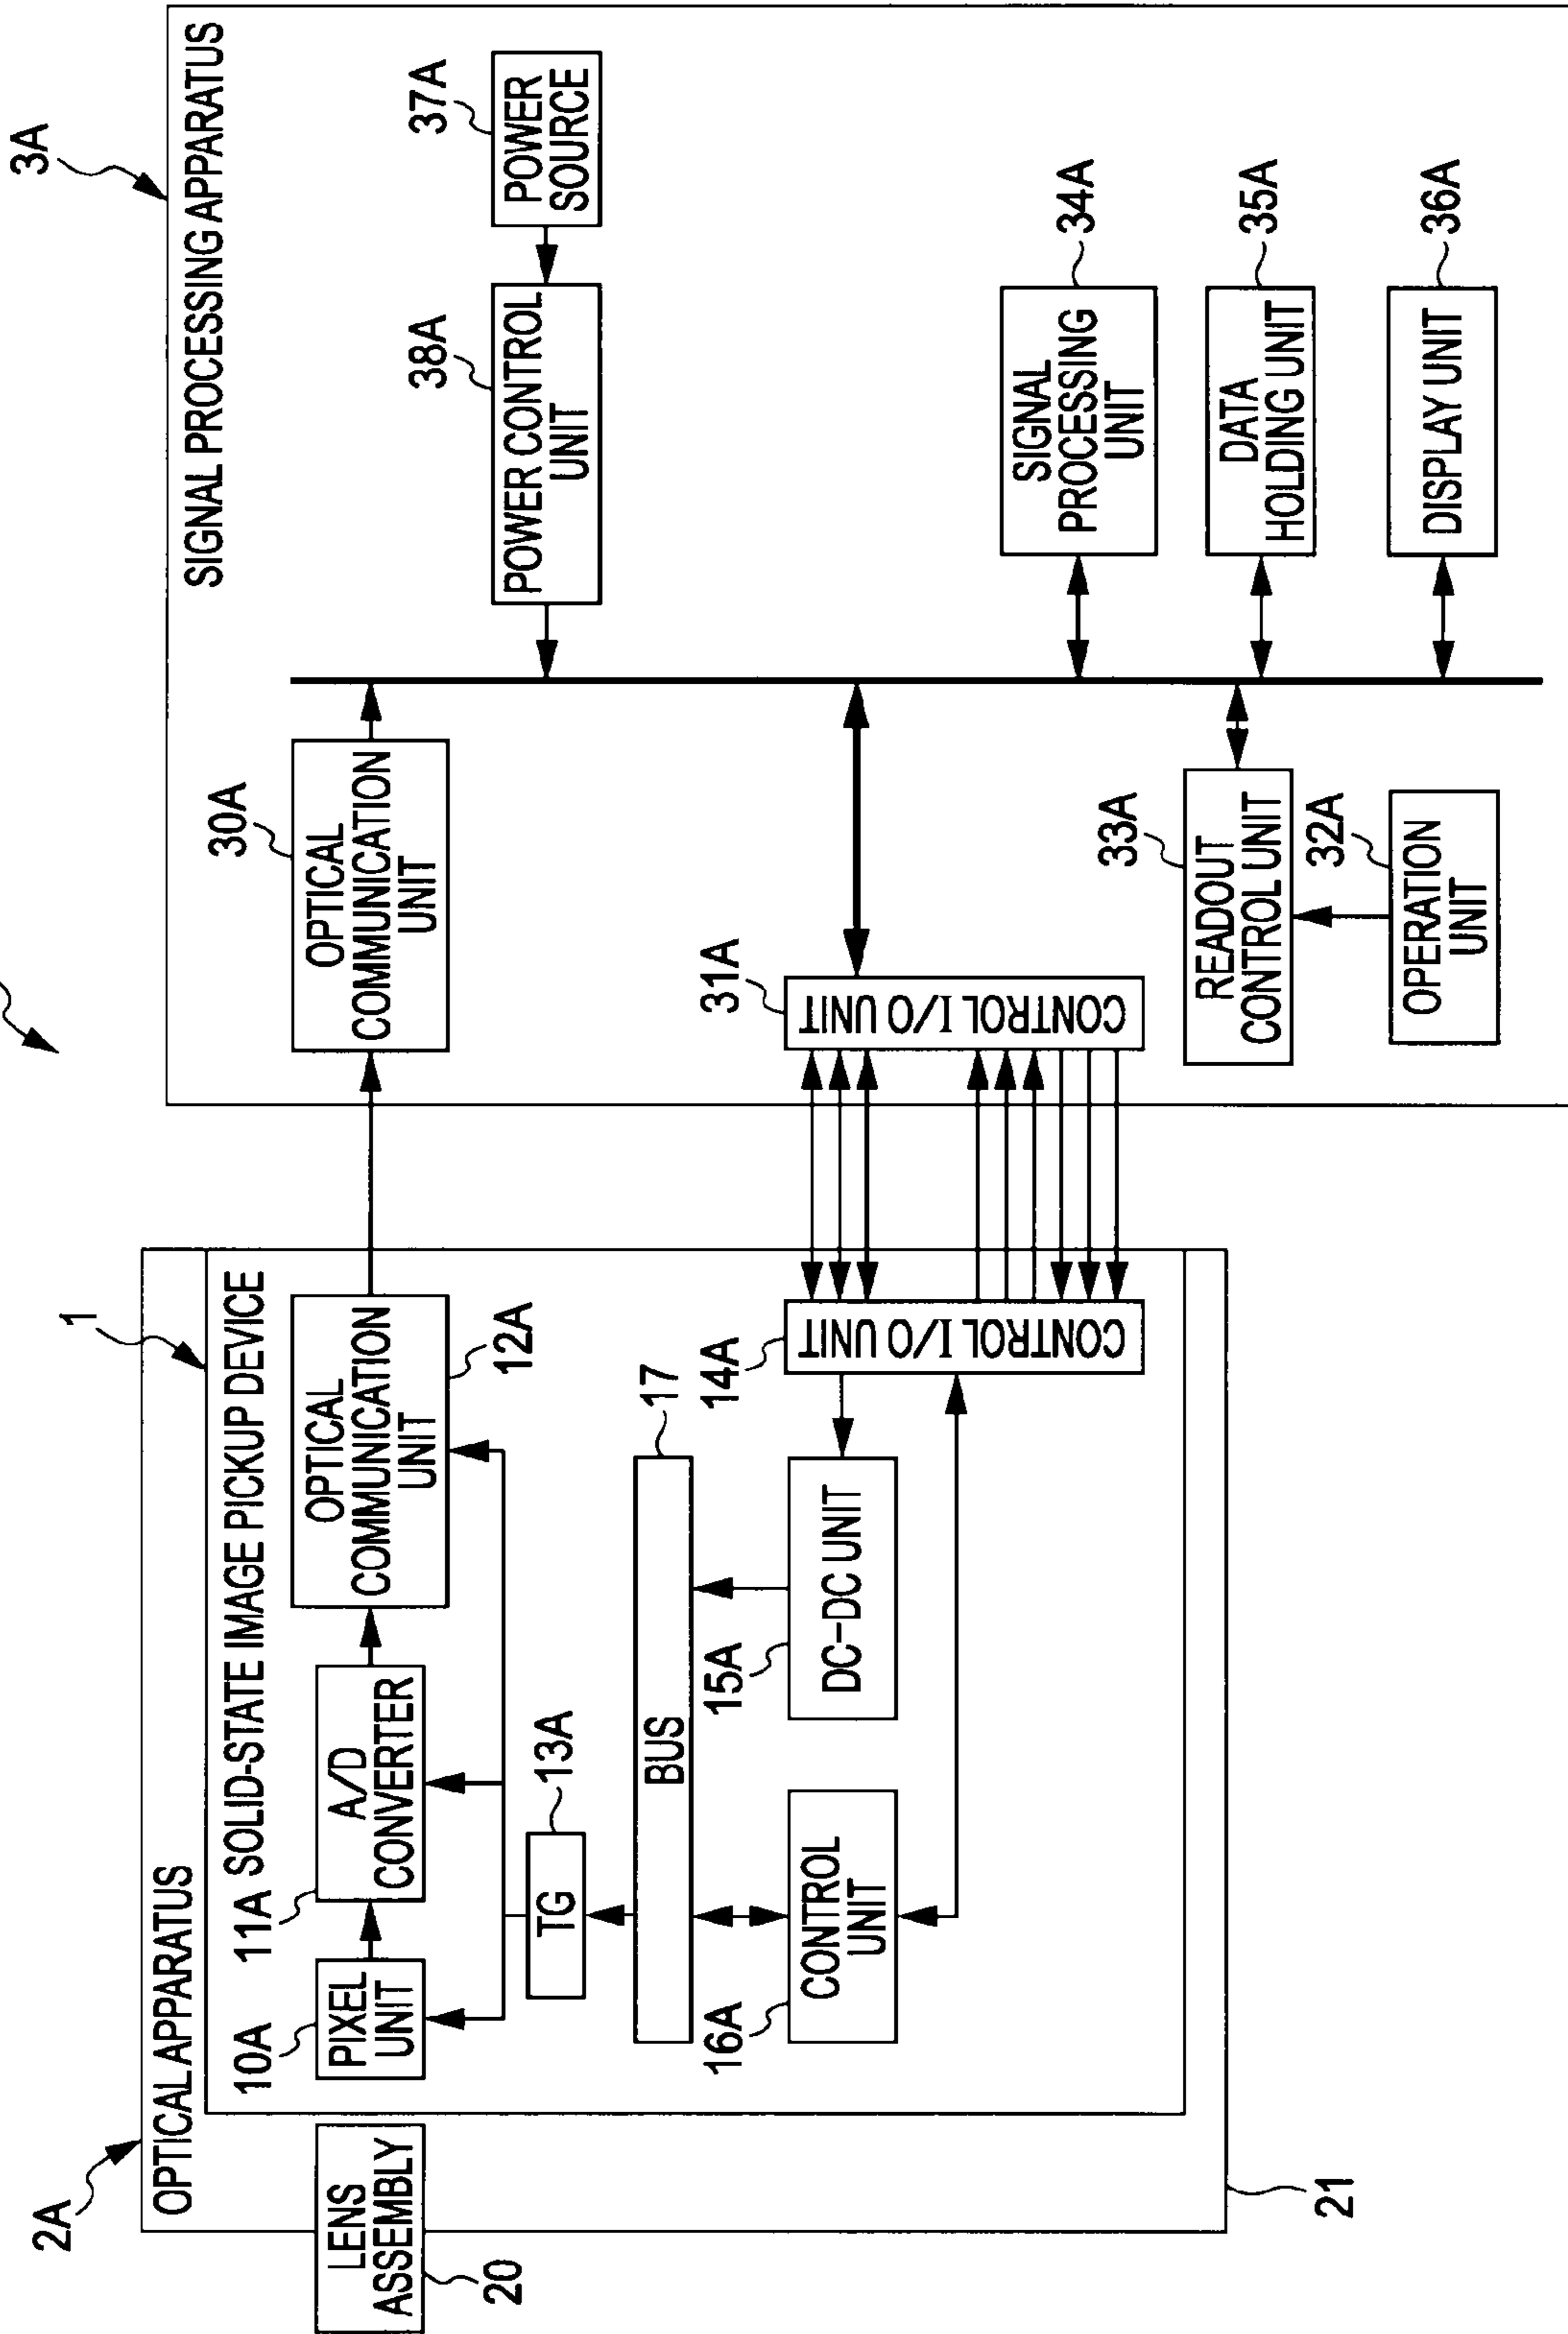 2A
OPTICAL APPARATUS
1
SOLID-STATE IMAGE PICKUP DEVICE
LENS
ASSEMBLY
20
10A
PIXEL
UNIT
11A
A/D
CONVERTER
OPTICAL
COMMUNICATION
UNIT
12A
TG
13A
BUS
17
16A
CONTROL
UNIT
15A
DC-DC UNIT
14A
CONTROL I/O UNIT
21
3A
SIGNAL PROCESSING APPARATUS
30A
OPTICAL
COMMUNICATION
UNIT
38A
POWER CONTROL
UNIT
37A
POWER
SOURCE
31A
CONTROL I/O UNIT
33A
READOUT
CONTROL UNIT
32A
OPERATION
UNIT
SIGNAL
PROCESSING
UNIT
34A
DATA
HOLDING UNIT
35A
DISPLAY UNIT
36A